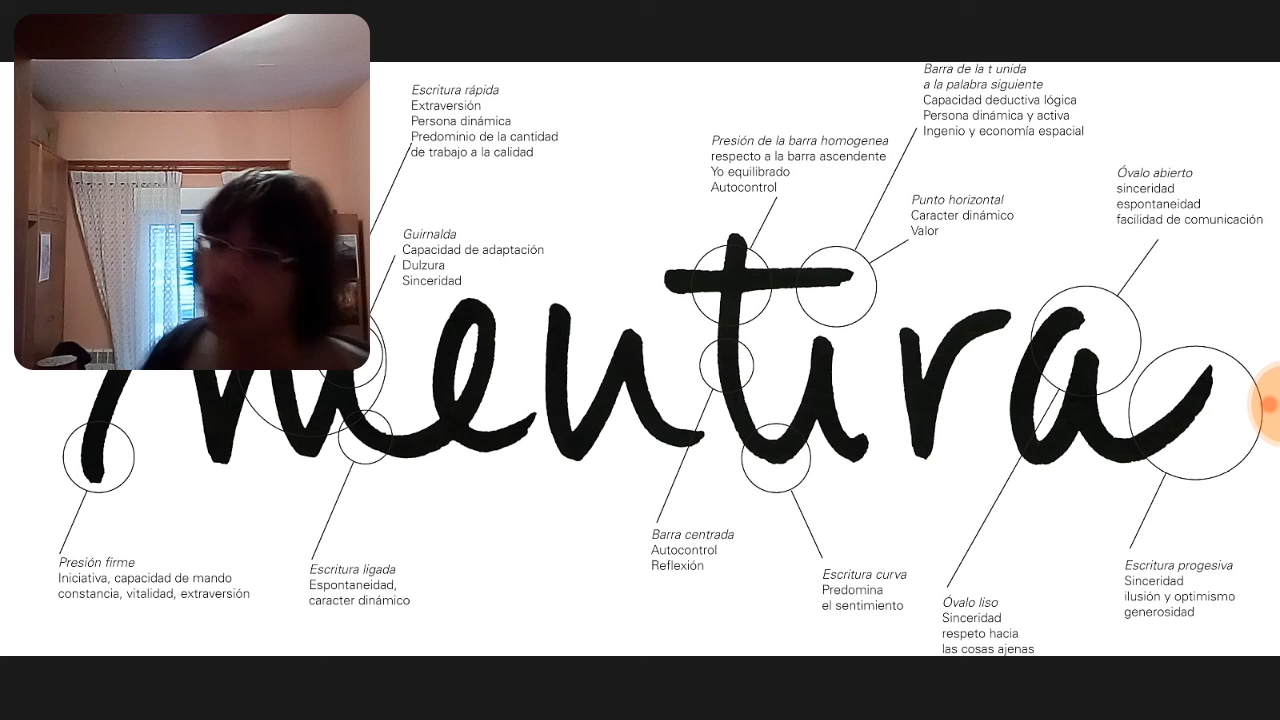 Escritura rápida
Extraversión
Persona dinámica
Predominio de la cantidad
de trabajo a la calidad
Guirnalda
Capacidad de adaptación
Dulzura
Sinceridad
Presión de la barra homogenea
respecto a la barra ascendente
Yo equilibrado
Autocontrol
Barra de la t unida
a la palabra siguiente
Capacidad deductiva lógica
Persona dinámica y activa
Ingenio y economía espacial
Punto horizontal
Caracter dinámico
Valor
Óvalo abierto
sinceridad
espontaneidad
facilidad de comunicación
mentira
Presión firme
Iniciativa, capacidad de mando
constancia, vitalidad, extraversión
Escritura ligada
Espontaneidad,
caracter dinámico
Barra centrada
Autocontrol
Reflexión
Escritura curva
Predomina
el sentimiento
Óvalo liso
Sinceridad
respeto hacia
las cosas ajenas
Escritura progesiva
Sinceridad
ilusión y optimismo
generosidad